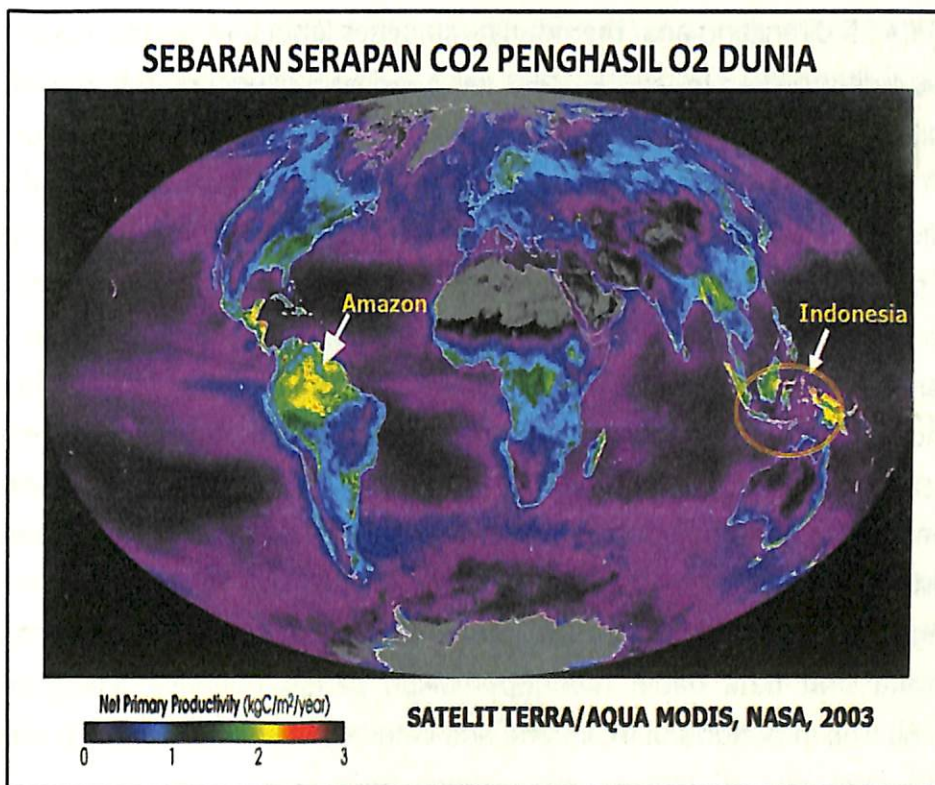 SEBARAN SERAPAN CO2 PENGHASIL O2 DUNIA
Amazon
Indonesia
Net Primary Productivity (kgC/m²/year)
0 1 2 3
SATELIT TERRA/AQUA MODIS, NASA, 2003